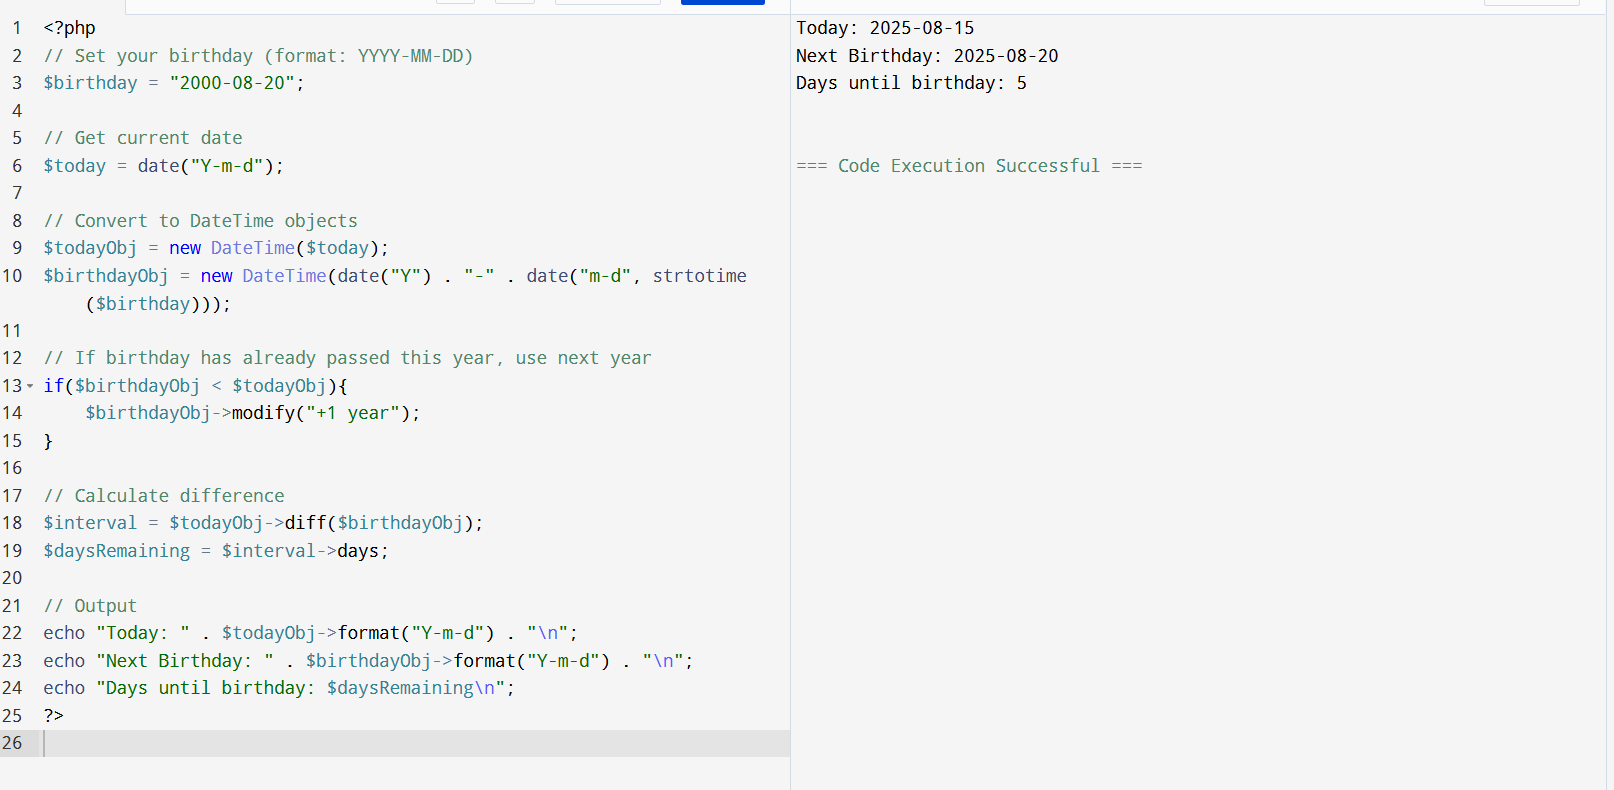 1 <?php
2 // Set your birthday (format: YYYY-MM-DD)
3 $birthday = "2000-08-20";
4
5 // Get current date
6 $today = date("Y-m-d");
7
8 // Convert to DateTime objects
9 $todayObj = new DateTime($today);
10 $birthdayObj = new DateTime(date("Y") . "-" . date("m-d", strtotime
($birthday)));
11
12 // If birthday has already passed this year, use next year
13 if($birthdayObj < $todayObj){
14     $birthdayObj->modify("+1 year");
15 }
16
17 // Calculate difference
18 $interval = $todayObj->diff($birthdayObj);
19 $daysRemaining = $interval->days;
20
21 // Output
22 echo "Today: " . $todayObj->format("Y-m-d") . "\n";
23 echo "Next Birthday: " . $birthdayObj->format("Y-m-d") . "\n";
24 echo "Days until birthday: $daysRemaining\n";
25 ?>
26
Today: 2025-08-15
Next Birthday: 2025-08-20
Days until birthday: 5
=== Code Execution Successful ===